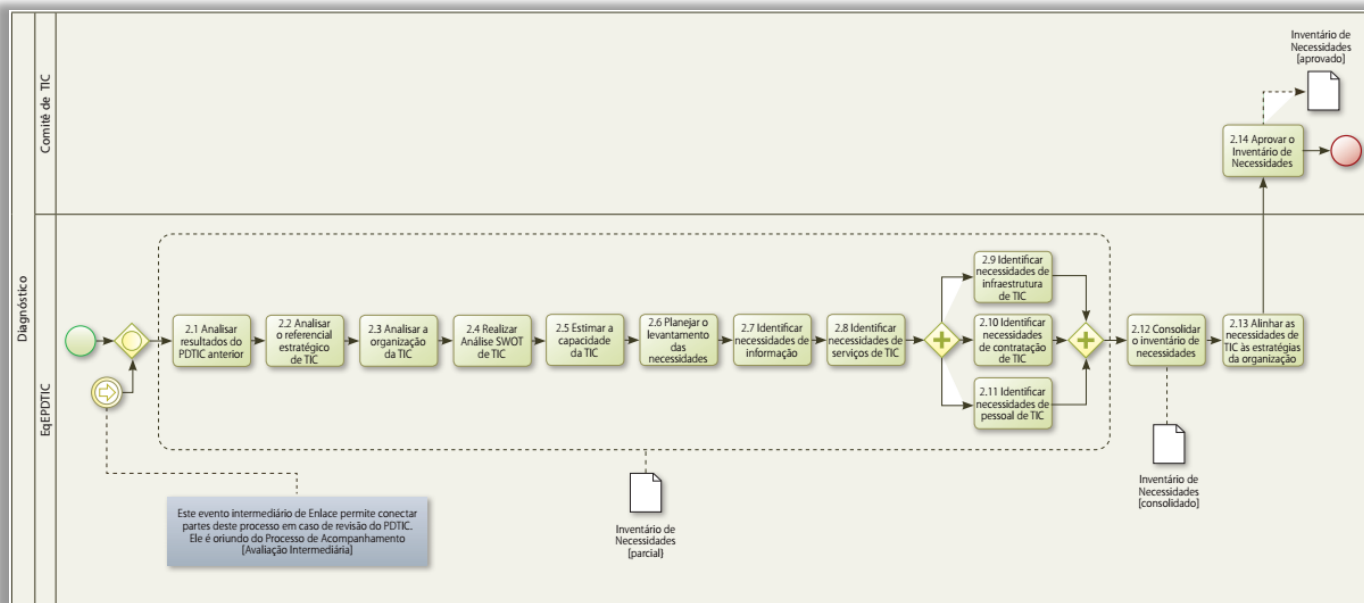 Diagnóstico
Comitê de TIC
Inventário de
Necessidades
[aprovado]
2.14 Aprovar o
Inventário de
Necessidades
EqEPDTIC
2.1 Analisar
resultados do
PDTIC anterior
2.2 Analisar
o referencial
estratégico
de TIC
2.3 Analisar a
organização
da TIC
2.4 Realizar
Análise SWOT
de TIC
2.5 Estimar a
capacidade
da TIC
2.6 Planejar o
levantamento
das
necessidades
2.7 Identificar
necessidades
de informação
2.8 Identificar
necessidades de
serviços de TIC
2.9 Identificar
necessidades de
infraestrutura
de TIC
2.10 Identificar
necessidades
de contratação
de TIC
2.11 Identificar
necessidades de
pessoal de TIC
2.12 Consolidar
o inventário de
necessidades
2.13 Alinhar as
necessidades de
TIC às estratégias
da organização
Este evento intermediário de Enlace permite conectar
partes deste processo em caso de revisão do PDTIC.
Ele é oriundo do Processo de Acompanhamento
[Avaliação Intermediária]
Inventário de
Necessidades
[parcial}
Inventário de
Necessidades
[consolidado]